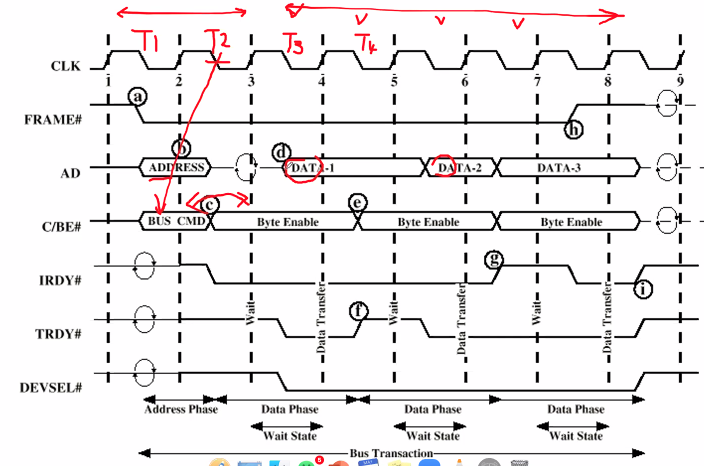 T1 T2 T3 T4
CLK
1 2 3 4 5 6 7 8 9
FRAME#
a
h
AD
b
ADDRESS
d
DATA-1
DATA-2
DATA-3
C/BE#
BUS CMD
c
Byte Enable
e
Byte Enable
Byte Enable
IRDY#
g
i
Wait
Data Transfer
Wait
Data Transfer
Wait
Data Transfer
TRDY#
f
DEVSEL#
Address Phase
Data Phase
Data Phase
Data Phase
Wait State
Wait State
Wait State
Bus Transaction